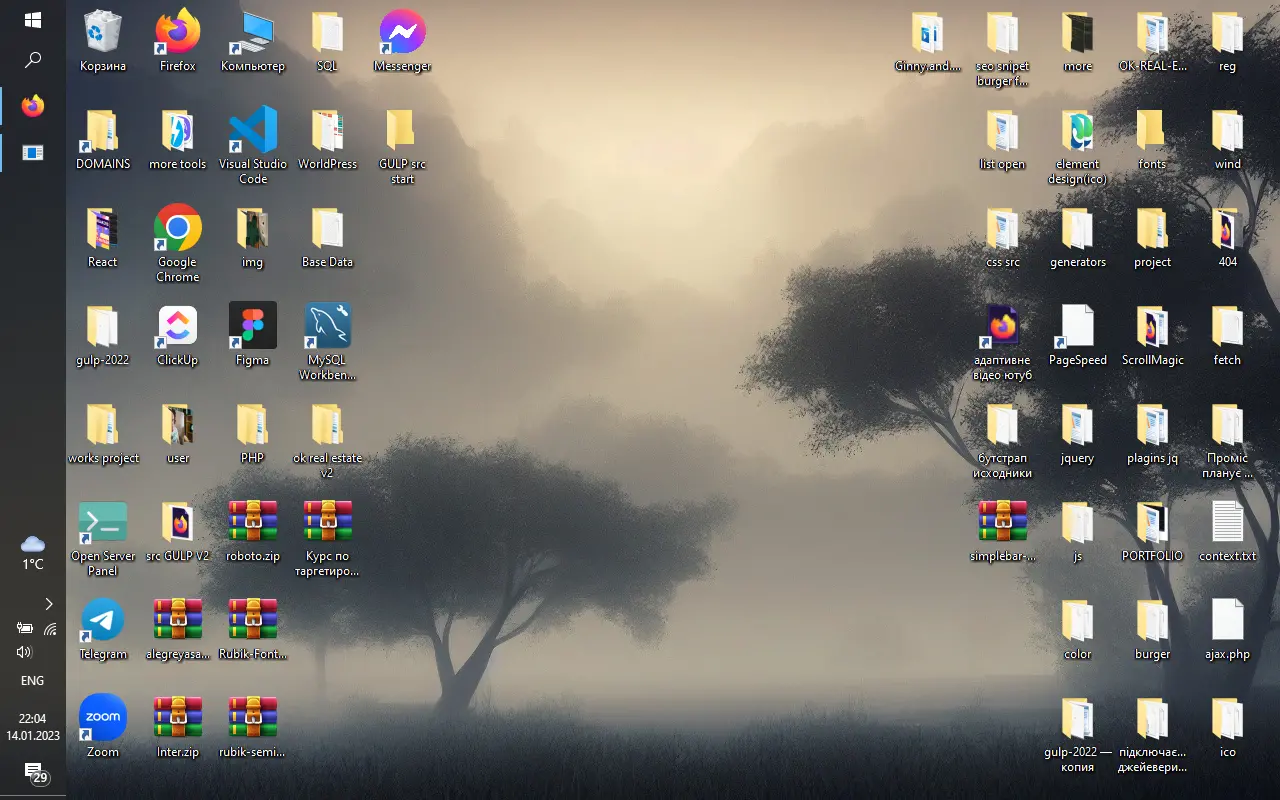 Корзина
Firefox
Компьютер
SQL
Messenger
Ginny.and....
seo snipet
burger f...
more
OK-REAL-E...
reg
DOMAINS
more tools
Visual Studio
Code
WorldPress
GULP src
start
list open
element
design(ico)
fonts
wind
React
Google
Chrome
img
Base Data
css src
generators
project
404
gulp-2022
ClickUp
Figma
MySQL
Workben...
адаптивне
відео ютуб
PageSpeed
ScrollMagic
fetch
works project
user
PHP
ok real estate
v2
бутстрап
исходники
jquery
plagins jq
Проміс
планує ...
Open Server
Panel
src GULP V2
roboto.zip
Курс по
таргетиро...
simplebar-...
js
PORTFOLIO
context.txt
Telegram
alegreyasa...
Rubik-Font...
color
burger
ajax.php
zoom
Zoom
Inter.zip
rubik-semi...
gulp-2022 —
копия
підключає...
джейевери...
ico
1°C
ENG
22:04
14.01.2023
29